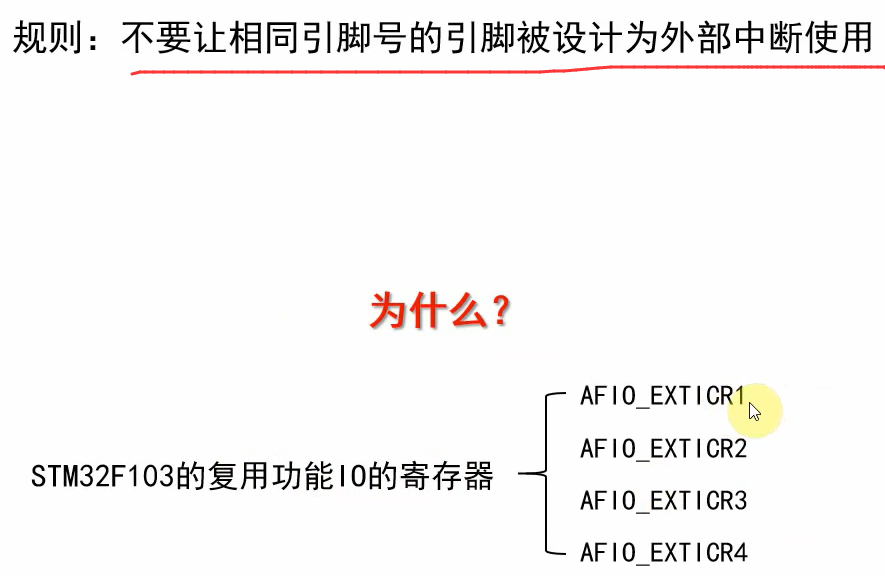 规则：不要让相同引脚号的引脚被设计为外部中断使用
为什么？
AFIO_EXTICR1
AFIO_EXTICR2
STM32F103的复用功能IO的寄存器
AFIO_EXTICR3
AFIO_EXTICR4